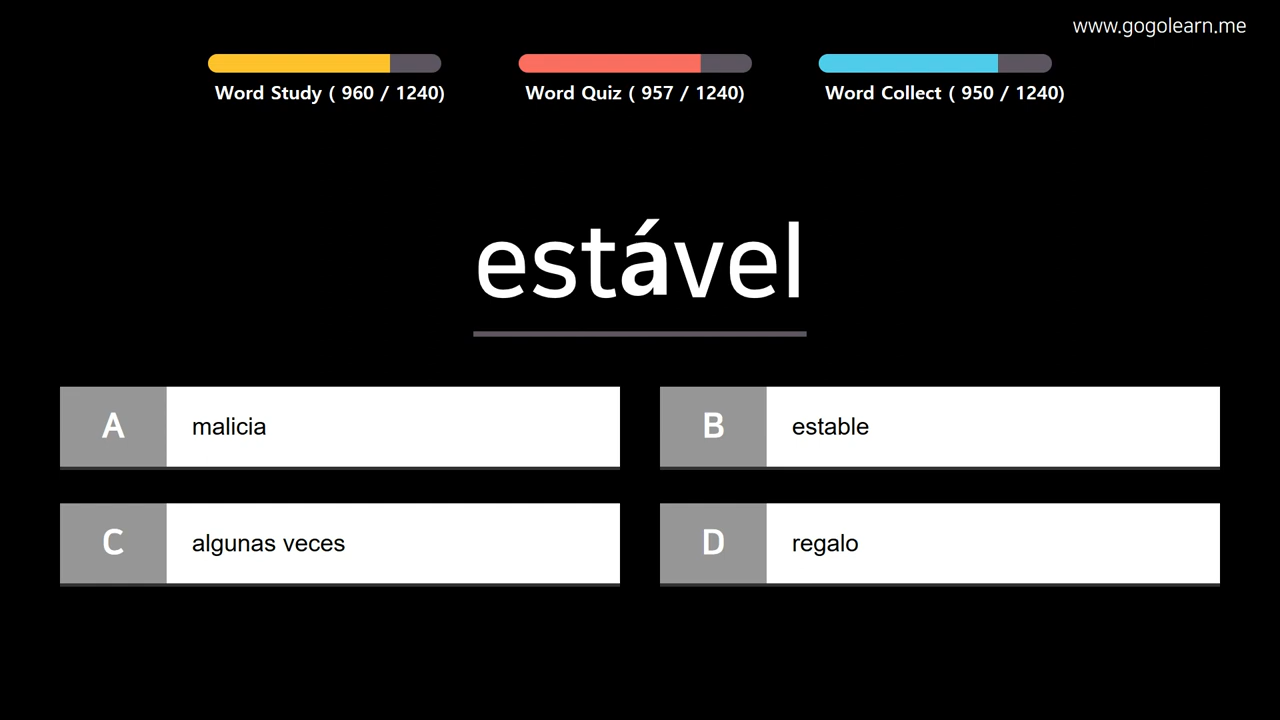 www.gogolearn.me
Word Study ( 960 / 1240)
Word Quiz ( 957 / 1240)
Word Collect ( 950 / 1240)
estável
A malicia
B estable
C algunas veces
D regalo